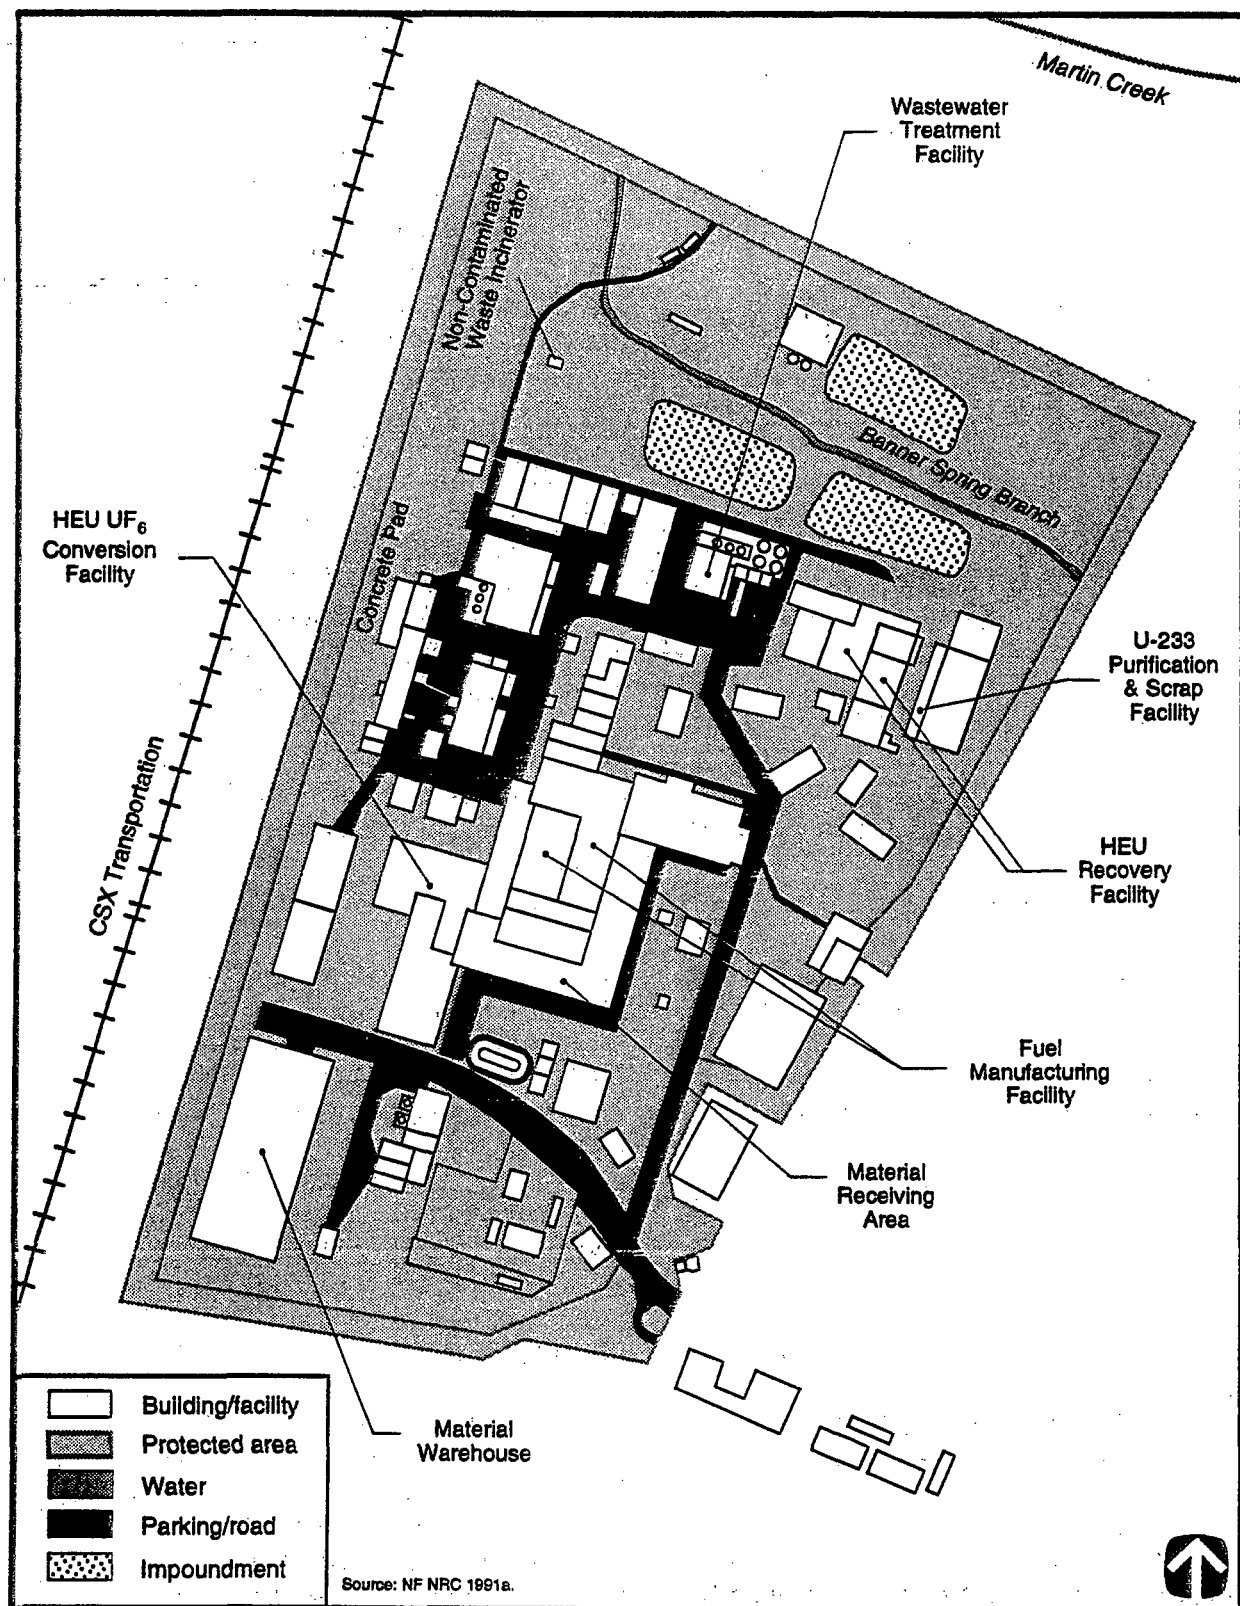 Martin Creek
Wastewater
Treatment
Facility
Non-Contaminated
Waste Incinerator
Banner Spring Branch
HEU UF₆
Conversion
Facility
Concrete Pad
U-233
Purification
& Scrap
Facility
CSX Transportation
HEU
Recovery
Facility
Fuel
Manufacturing
Facility
Material
Receiving
Area
Material
Warehouse
Building/facility
Protected area
Water
Parking/road
Impoundment
Source: NF NRC 1991a.